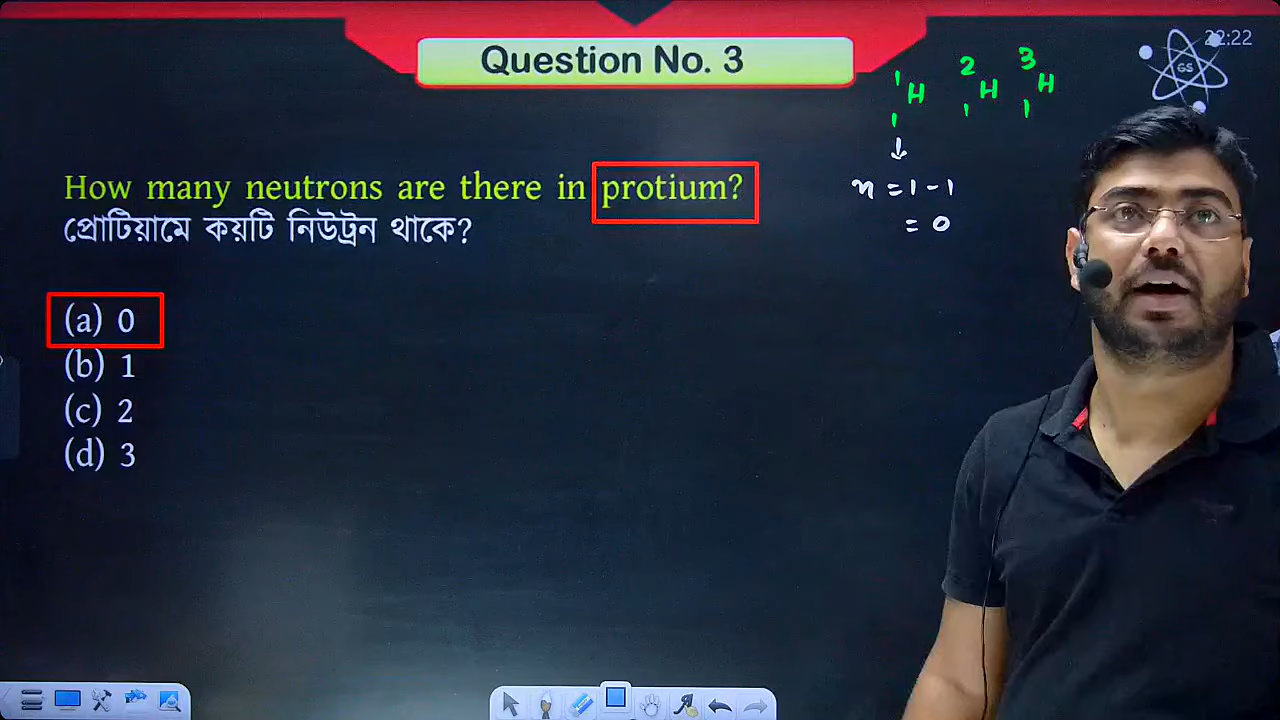 Question No. 3
22:22
GS
1 H 1
2 H 1
3 H 1
n = 1 - 1
= 0
How many neutrons are there in protium?
প্রোটিয়ামে কয়টি নিউট্রন থাকে?
(a) 0
(b) 1
(c) 2
(d) 3